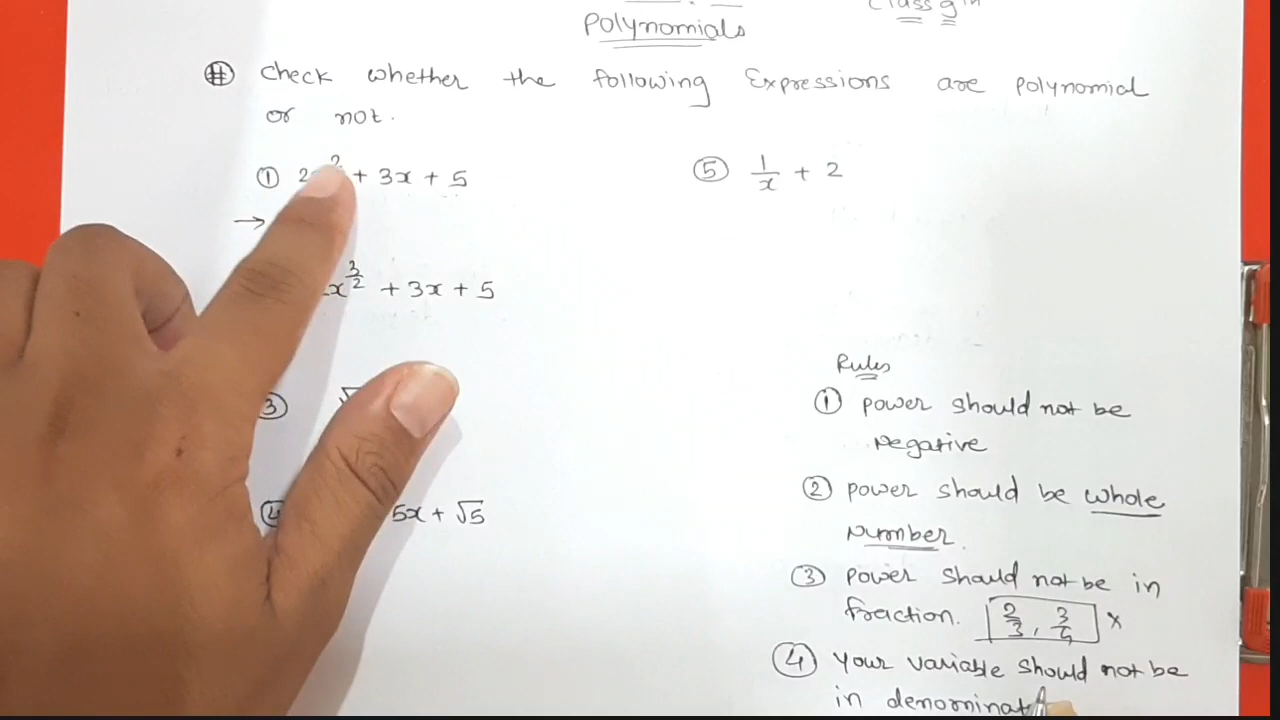 Class 9th
Polynomials
# Check whether the following Expressions are polynomial
or not.
① 2 + 3x + 5
→
x^3/2 + 3x + 5
③ √
④ 5x + √5
⑤ 1/x + 2
Rules
① power should not be
Negative
② power should be whole
Number.
③ Power should not be in
fraction. 2/3, 3/4 ×
④ Your variable should not be
in